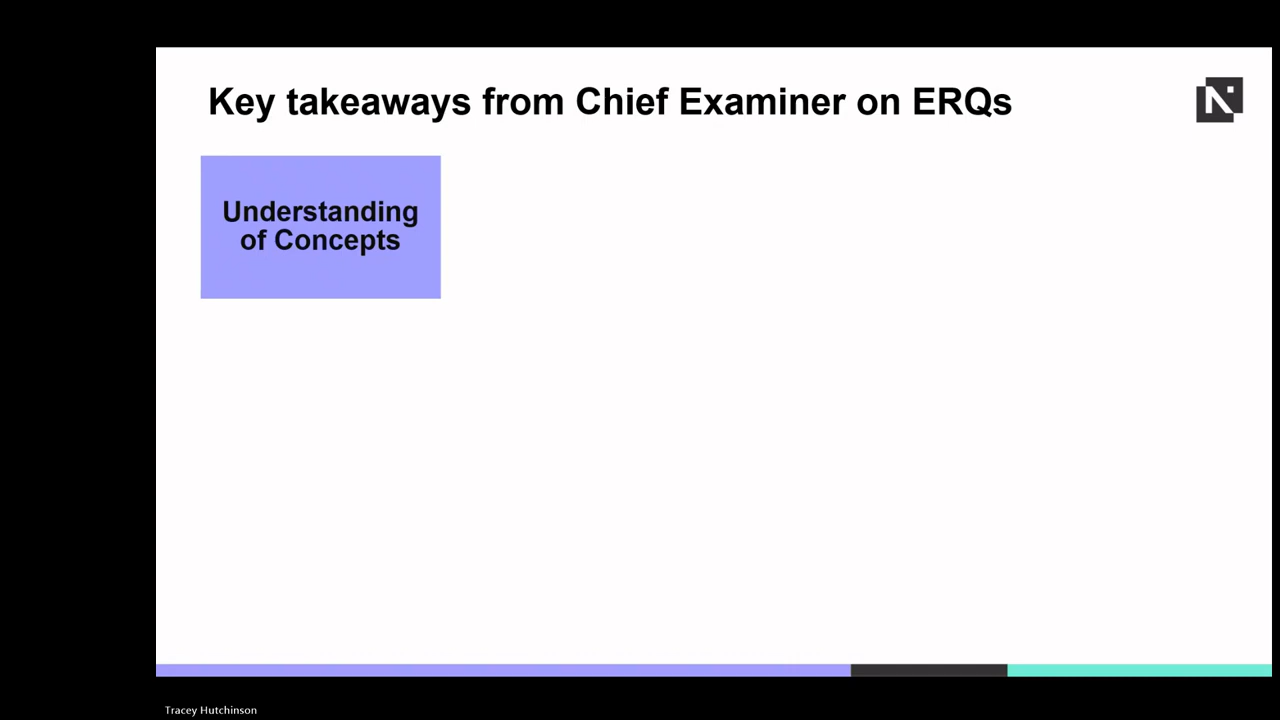 Key takeaways from Chief Examiner on ERQs
Understanding
of Concepts
Tracey Hutchinson